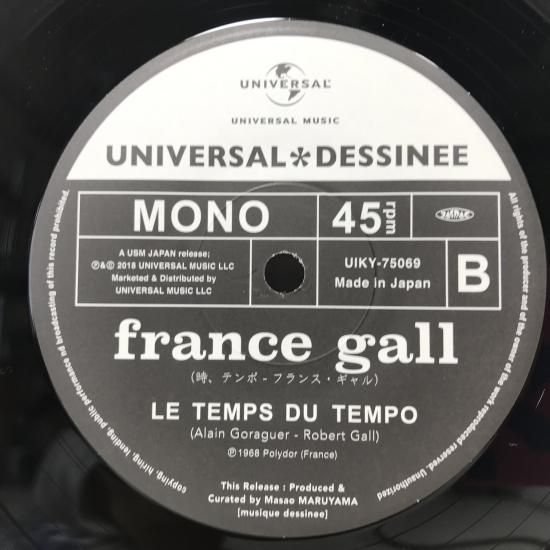 UNIVERSAL
UNIVERSAL MUSIC
UNIVERSAL*DESSINEE
MONO
45 rpm
JASRAC
A USM JAPAN release;
℗&© 2018 UNIVERSAL MUSIC LLC
Marketed & Distributed by
UNIVERSAL MUSIC LLC
UIKY-75069
Made in Japan
B
france gall
(時、テンポ - フランス・ギャル)
LE TEMPS DU TEMPO
(Alain Goraguer - Robert Gall)
℗1968 Polydor (France)
This Release : Produced &
Curated by Masao MARUYAMA
[musique dessinee]
All rights of the producer and of the owner of the work reproduced reserved. Unauthorized
copying, hiring, lending, public performance nd broadcasting of this record prohibited.